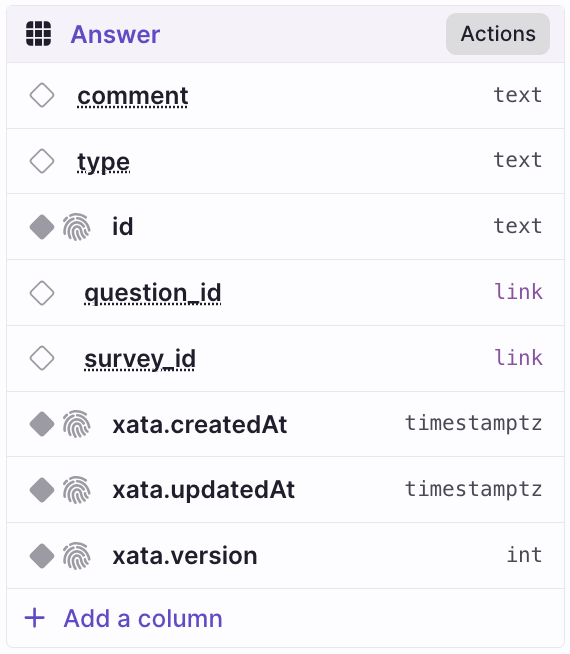 Answer Actions
comment text
type text
id text
question_id link
survey_id link
xata.createdAt timestamptz
xata.updatedAt timestamptz
xata.version int
+ Add a column